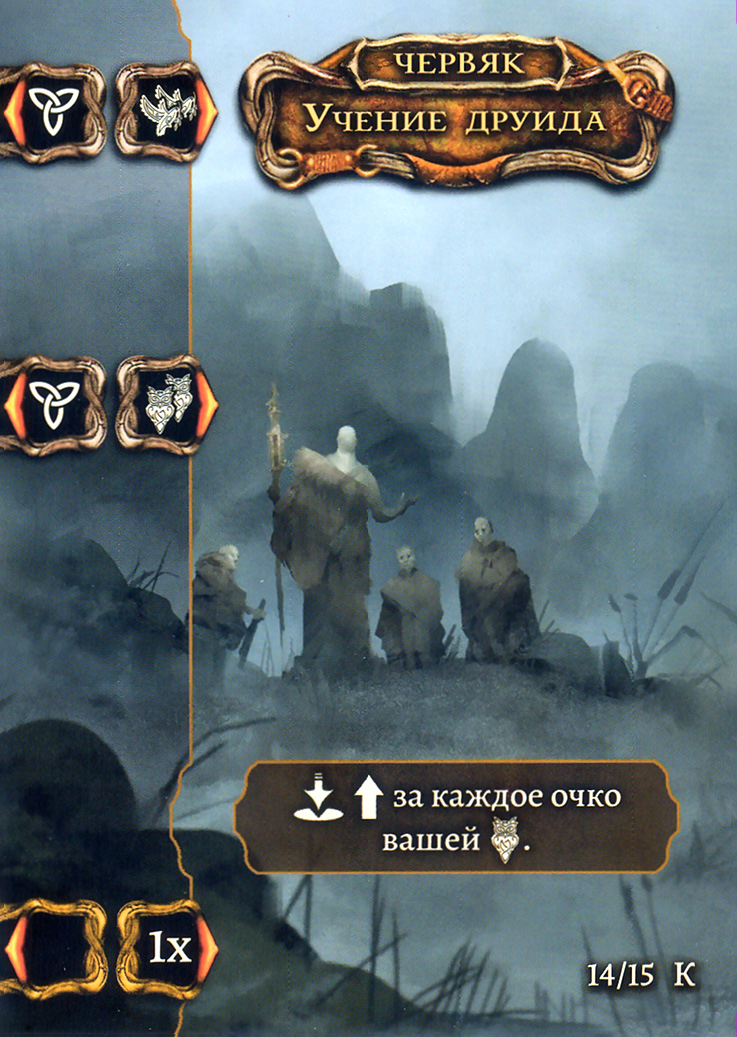 ЧЕРВЯК
УЧЕНИЕ ДРУИДА
за каждое очко
вашей .
1x
14/15 К